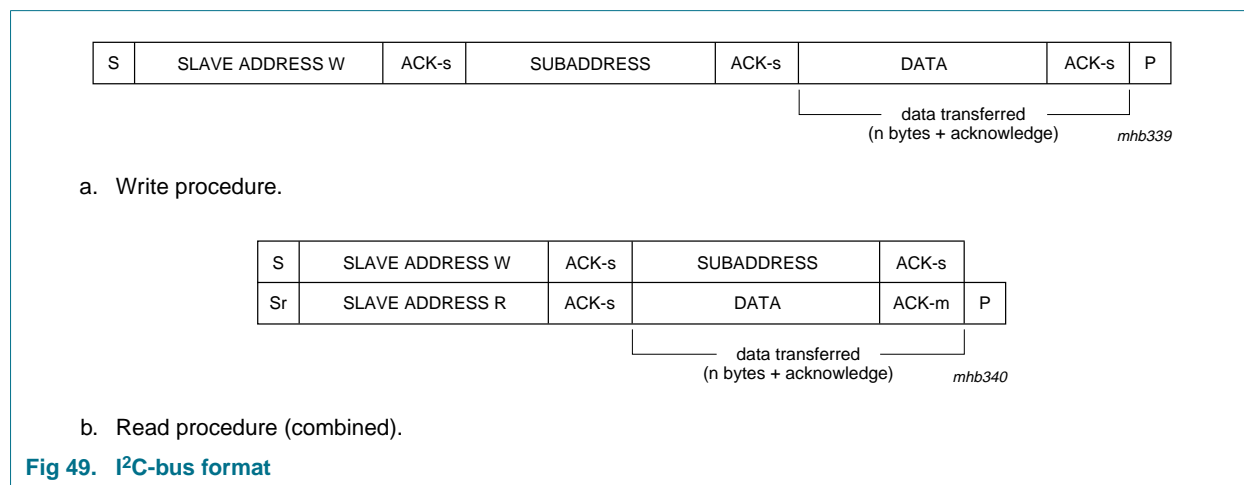 S SLAVE ADDRESS W ACK-s SUBADDRESS ACK-s DATA ACK-s P
data transferred
(n bytes + acknowledge)
mhb339
a. Write procedure.
S SLAVE ADDRESS W ACK-s SUBADDRESS ACK-s
Sr SLAVE ADDRESS R ACK-s DATA ACK-m P
data transferred
(n bytes + acknowledge)
mhb340
b. Read procedure (combined).
Fig 49. I²C-bus format